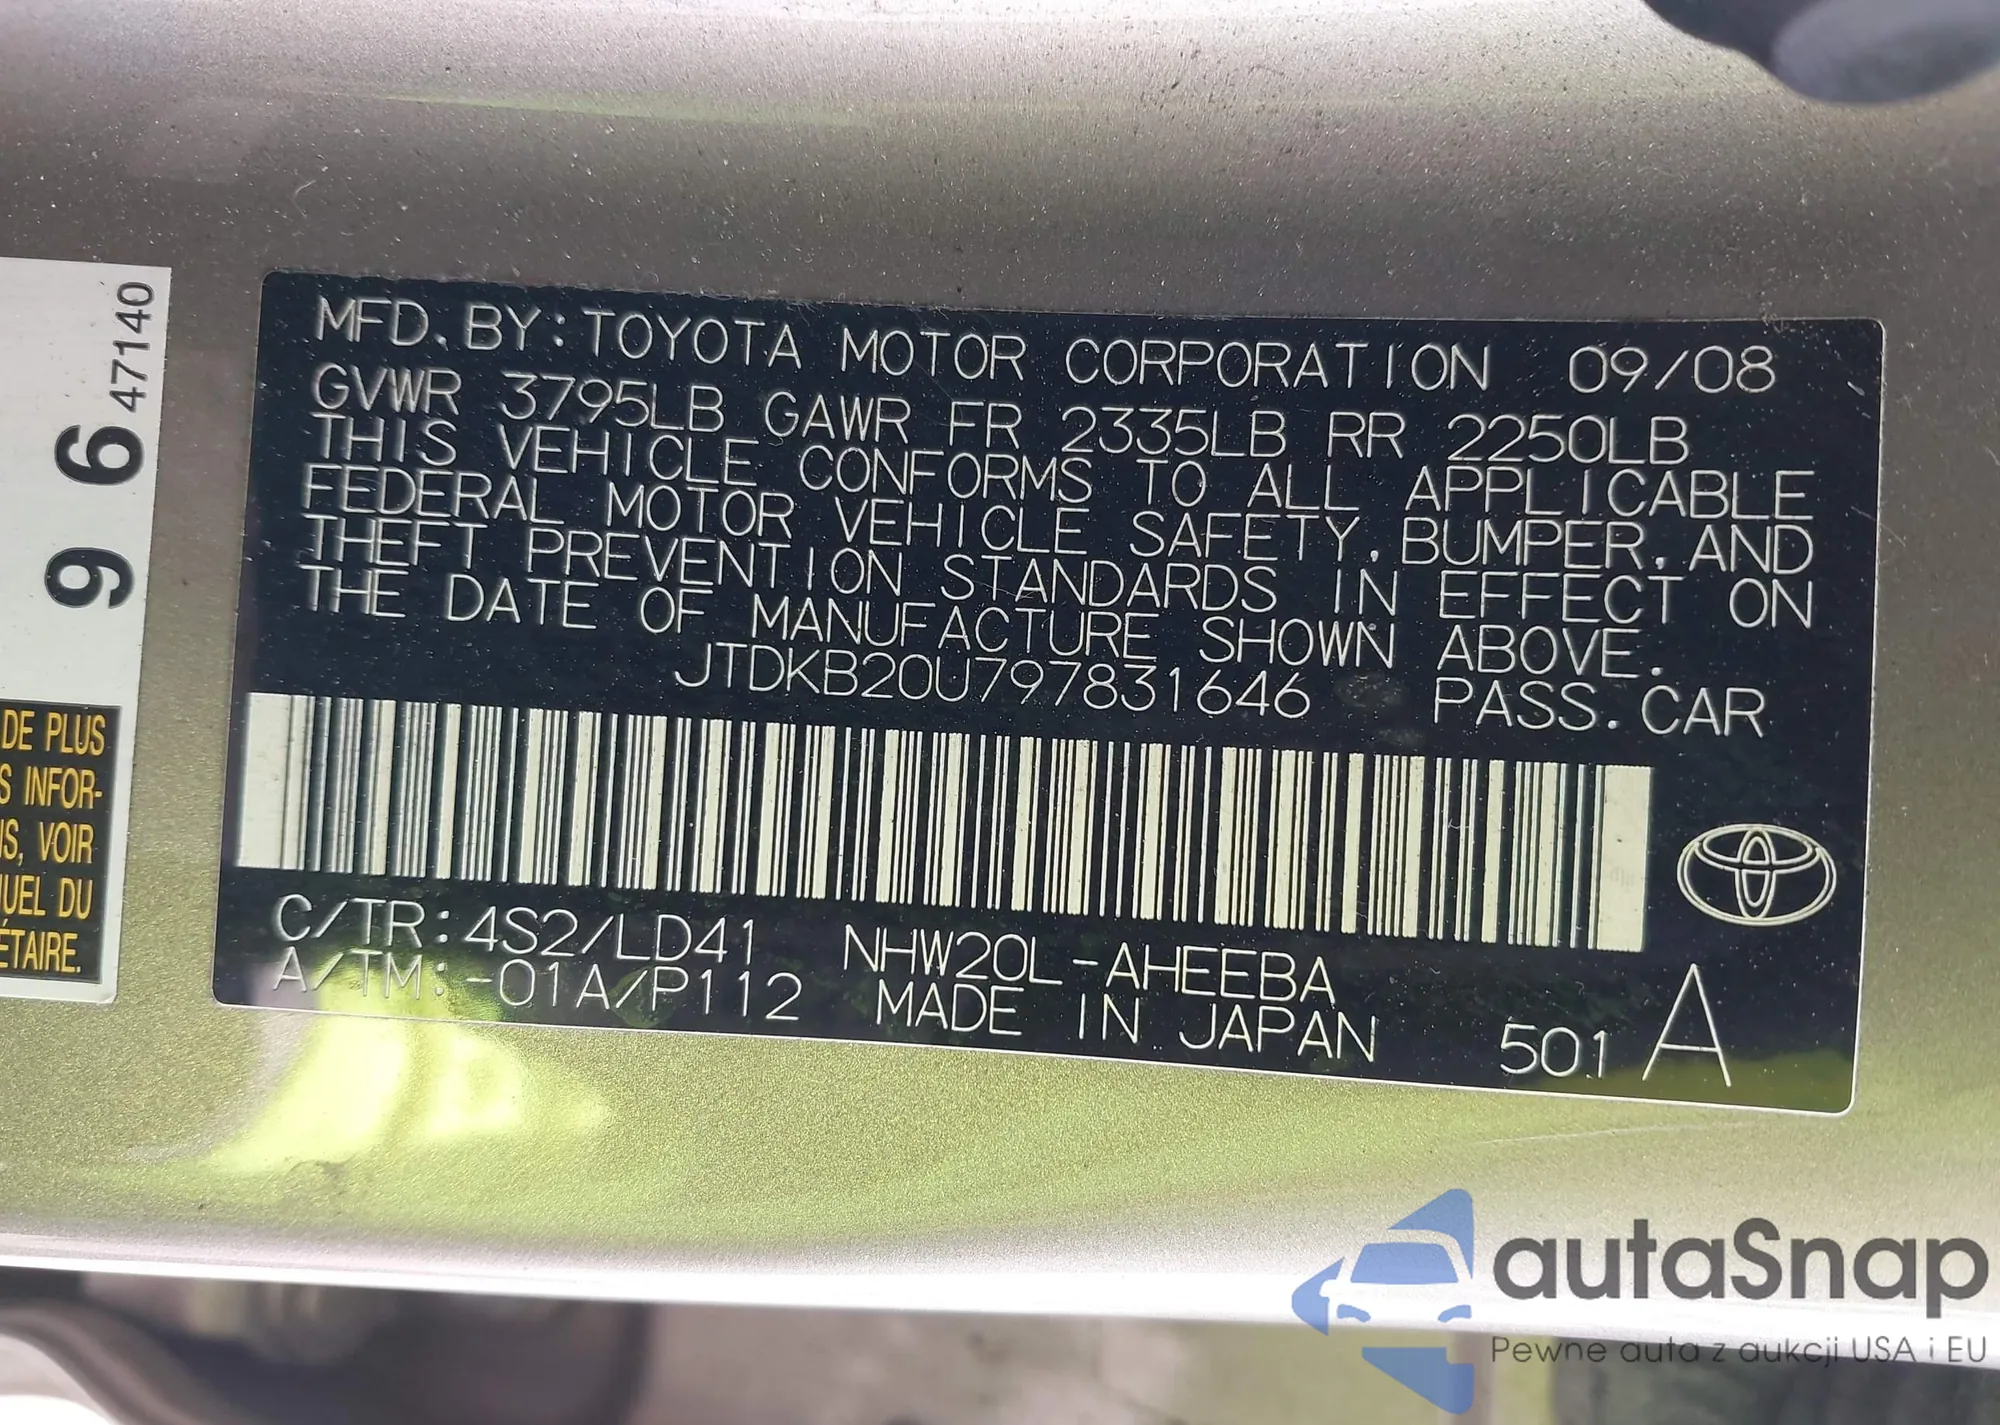 MFD. BY: TOYOTA MOTOR CORPORATION 09/08
GVWR 3795LB GAWR FR 2335LB RR 2250LB
THIS VEHICLE CONFORMS TO ALL APPLICABLE
FEDERAL MOTOR VEHICLE SAFETY, BUMPER, AND
THEFT PREVENTION STANDARDS IN EFFECT ON
THE DATE OF MANUFACTURE SHOWN ABOVE.
JTDKB20U797831646 PASS. CAR
C/TR: 4S2/LD41 NHW20L-AHEEBA
A/TM: -01A/P112 MADE IN JAPAN 501 A
9 6 47140
DE PLUS
S INFOR-
NS, VOIR
NUEL DU
ÉTAIRE.
autaSnap
Pewne auta z aukcji USA i EU